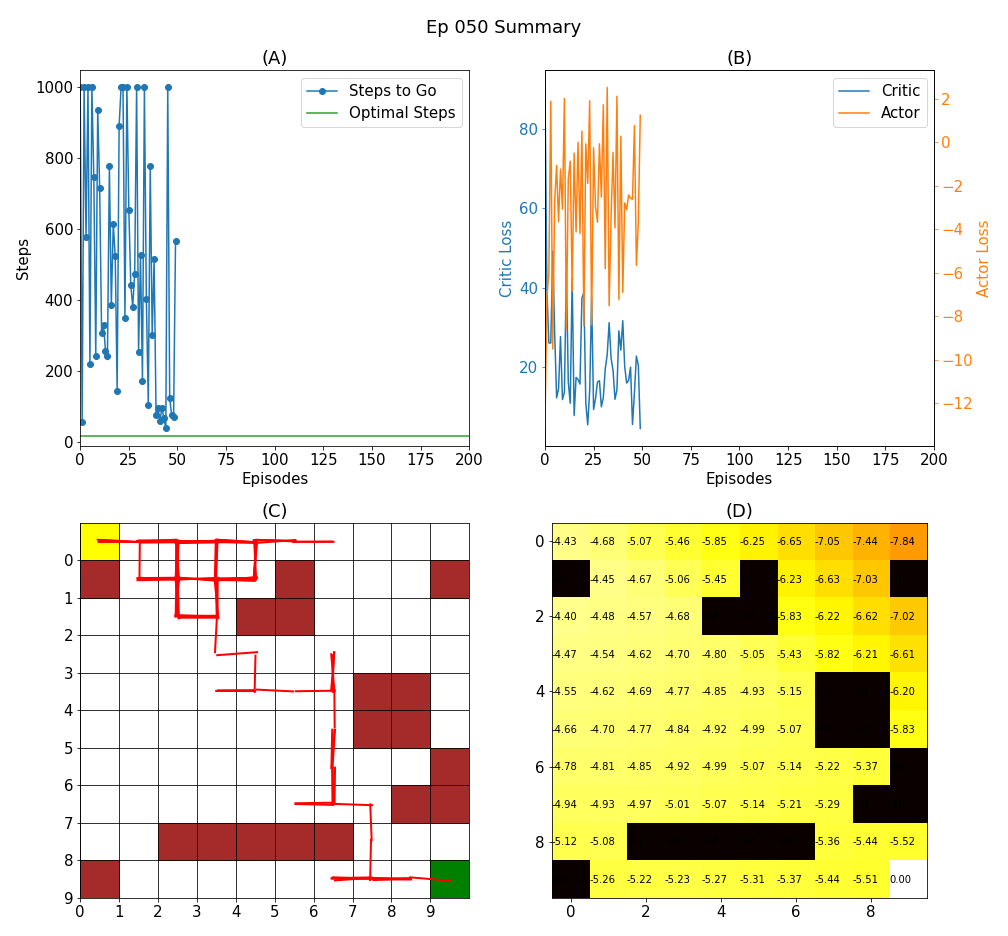 Ep 050 Summary
(A)
Steps to Go
Optimal Steps
Steps
1000
800
600
400
200
0
0 25 50 75 100 125 150 175 200
Episodes
(B)
Critic
Actor
Critic Loss
80
60
40
20
Actor Loss
2
0
−2
−4
−6
−8
−10
−12
0 25 50 75 100 125 150 175 200
Episodes
(C)
0
1
2
3
4
5
6
7
8
9
0 1 2 3 4 5 6 7 8 9
(D)
0
2
4
6
8
-4.43 -4.68 -5.07 -5.46 -5.85 -6.25 -6.65 -7.05 -7.44 -7.84
-4.45 -4.67 -5.06 -5.45 -6.23 -6.63 -7.03
-4.40 -4.48 -4.57 -4.68 -5.83 -6.22 -6.62 -7.02
-4.47 -4.54 -4.62 -4.70 -4.80 -5.05 -5.43 -5.82 -6.21 -6.61
-4.55 -4.62 -4.69 -4.77 -4.85 -4.93 -5.15 -6.20
-4.66 -4.70 -4.77 -4.84 -4.92 -4.99 -5.07 -5.83
-4.78 -4.81 -4.85 -4.92 -4.99 -5.07 -5.14 -5.22 -5.37
-4.94 -4.93 -4.97 -5.01 -5.07 -5.14 -5.21 -5.29
-5.12 -5.08 -5.36 -5.44 -5.52
-5.26 -5.22 -5.23 -5.27 -5.31 -5.37 -5.44 -5.51 0.00
0 2 4 6 8